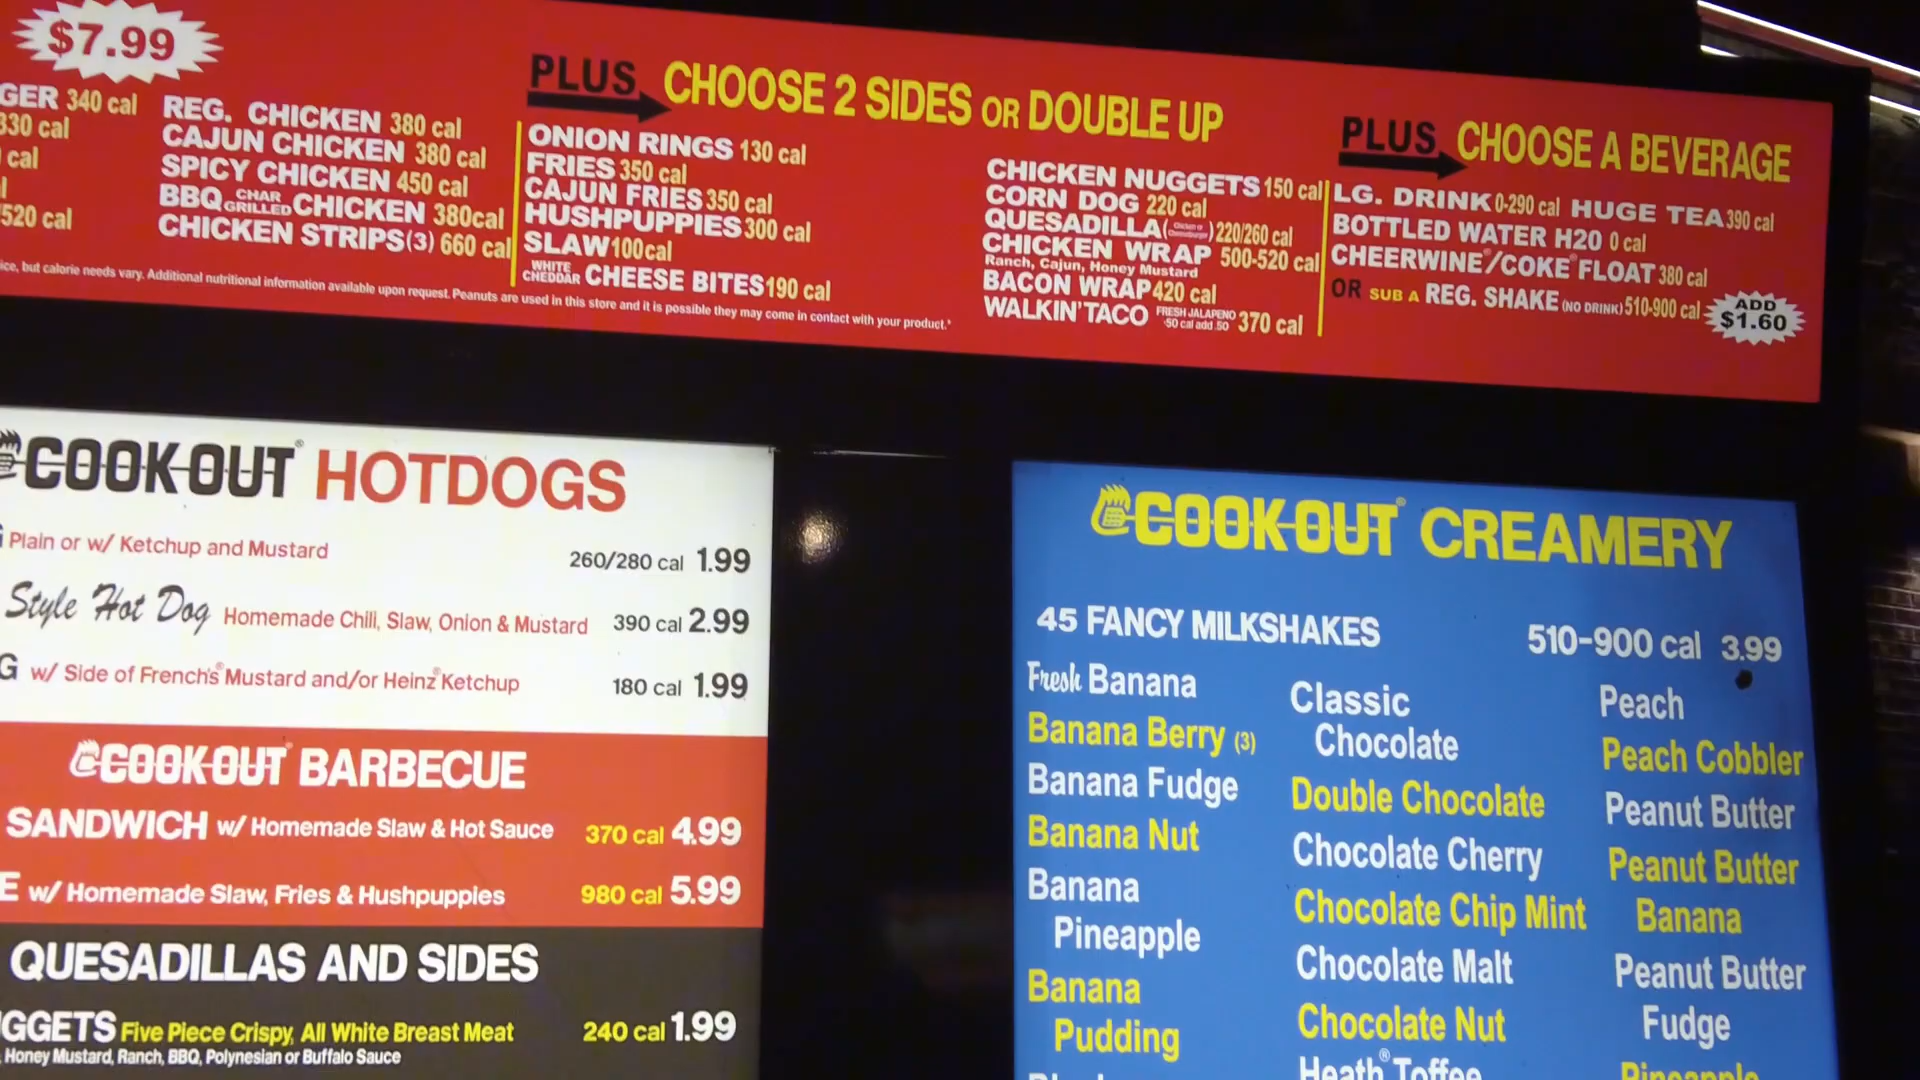 $7.99
GER 340 cal
330 cal
cal
520 cal
REG. CHICKEN 380 cal
CAJUN CHICKEN 380 cal
SPICY CHICKEN 450 cal
BBQ CHAR GRILLED CHICKEN 380cal
CHICKEN STRIPS(3) 660 cal
PLUS CHOOSE 2 SIDES OR DOUBLE UP
ONION RINGS 130 cal
FRIES 350 cal
CAJUN FRIES 350 cal
HUSHPUPPIES 300 cal
SLAW 100cal
WHITE CHEDDAR CHEESE BITES 190 cal
CHICKEN NUGGETS 150 cal
CORN DOG 220 cal
QUESADILLA (Chicken or Cheeseburger) 220/260 cal
CHICKEN WRAP 500-520 cal
Ranch, Cajun, Honey Mustard
BACON WRAP 420 cal
WALKIN' TACO FRESH JALAPENO 50 cal add .50 370 cal
PLUS CHOOSE A BEVERAGE
LG. DRINK 0-290 cal HUGE TEA 390 cal
BOTTLED WATER H20 0 cal
CHEERWINE®/COKE® FLOAT 380 cal
OR SUB A REG. SHAKE (NO DRINK) 510-900 cal ADD $1.60
ice, but calorie needs vary. Additional nutritional information available upon request. Peanuts are used in this store and it is possible they may come in contact with your product.*
COOK-OUT® HOTDOGS
G Plain or w/ Ketchup and Mustard 260/280 cal 1.99
Style Hot Dog Homemade Chili, Slaw, Onion & Mustard 390 cal 2.99
G w/ Side of French's® Mustard and/or Heinz® Ketchup 180 cal 1.99
COOK-OUT® BARBECUE
SANDWICH w/ Homemade Slaw & Hot Sauce 370 cal 4.99
E w/ Homemade Slaw, Fries & Hushpuppies 980 cal 5.99
QUESADILLAS AND SIDES
GGETS Five Piece Crispy, All White Breast Meat 240 cal 1.99
Honey Mustard, Ranch, BBQ, Polynesian or Buffalo Sauce
COOK-OUT® CREAMERY
45 FANCY MILKSHAKES 510-900 cal 3.99
Fresh Banana
Banana Berry (3)
Banana Fudge
Banana Nut
Banana
Pineapple
Banana
Pudding
Classic
Chocolate
Double Chocolate
Chocolate Cherry
Chocolate Chip Mint
Chocolate Malt
Chocolate Nut
Heath® Toffee
Peach
Peach Cobbler
Peanut Butter
Peanut Butter
Banana
Peanut Butter
Fudge
Pineapple